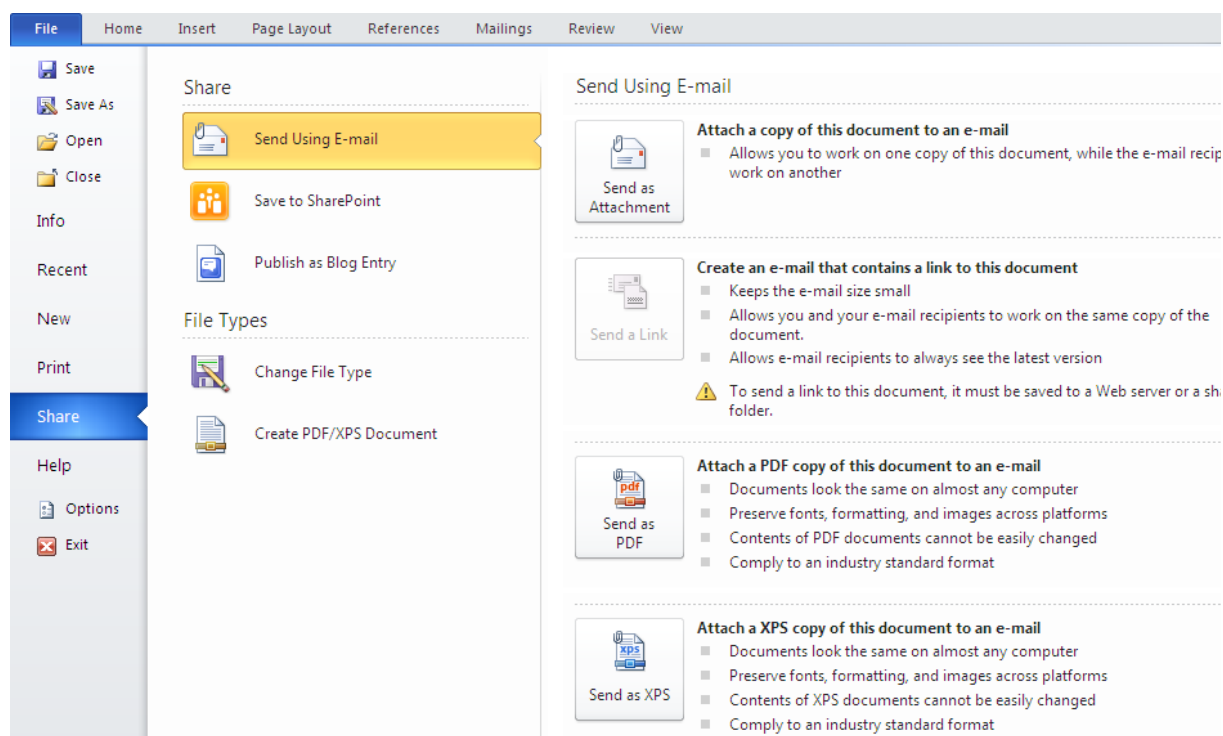 File Home Insert Page Layout References Mailings Review View
Save
Save As
Open
Close
Info
Recent
New
Print
Share
Help
Options
Exit
Share
Send Using E-mail
Save to SharePoint
Publish as Blog Entry
File Types
Change File Type
Create PDF/XPS Document
Send Using E-mail
Send as
Attachment
Attach a copy of this document to an e-mail
Allows you to work on one copy of this document, while the e-mail
work on another
Send a Link
Create an e-mail that contains a link to this document
Keeps the e-mail size small
Allows you and your e-mail recipients to work on the same copy of the
document.
Allows e-mail recipients to always see the latest version
To send a link to this document, it must be saved to a Web server or a
folder.
pdf
Send as
PDF
Attach a PDF copy of this document to an e-mail
Documents look the same on almost any computer
Preserve fonts, formatting, and images across platforms
Contents of PDF documents cannot be easily changed
Comply to an industry standard format
xps
Send as XPS
Attach a XPS copy of this document to an e-mail
Documents look the same on almost any computer
Preserve fonts, formatting, and images across platforms
Contents of XPS documents cannot be easily changed
Comply to an industry standard format